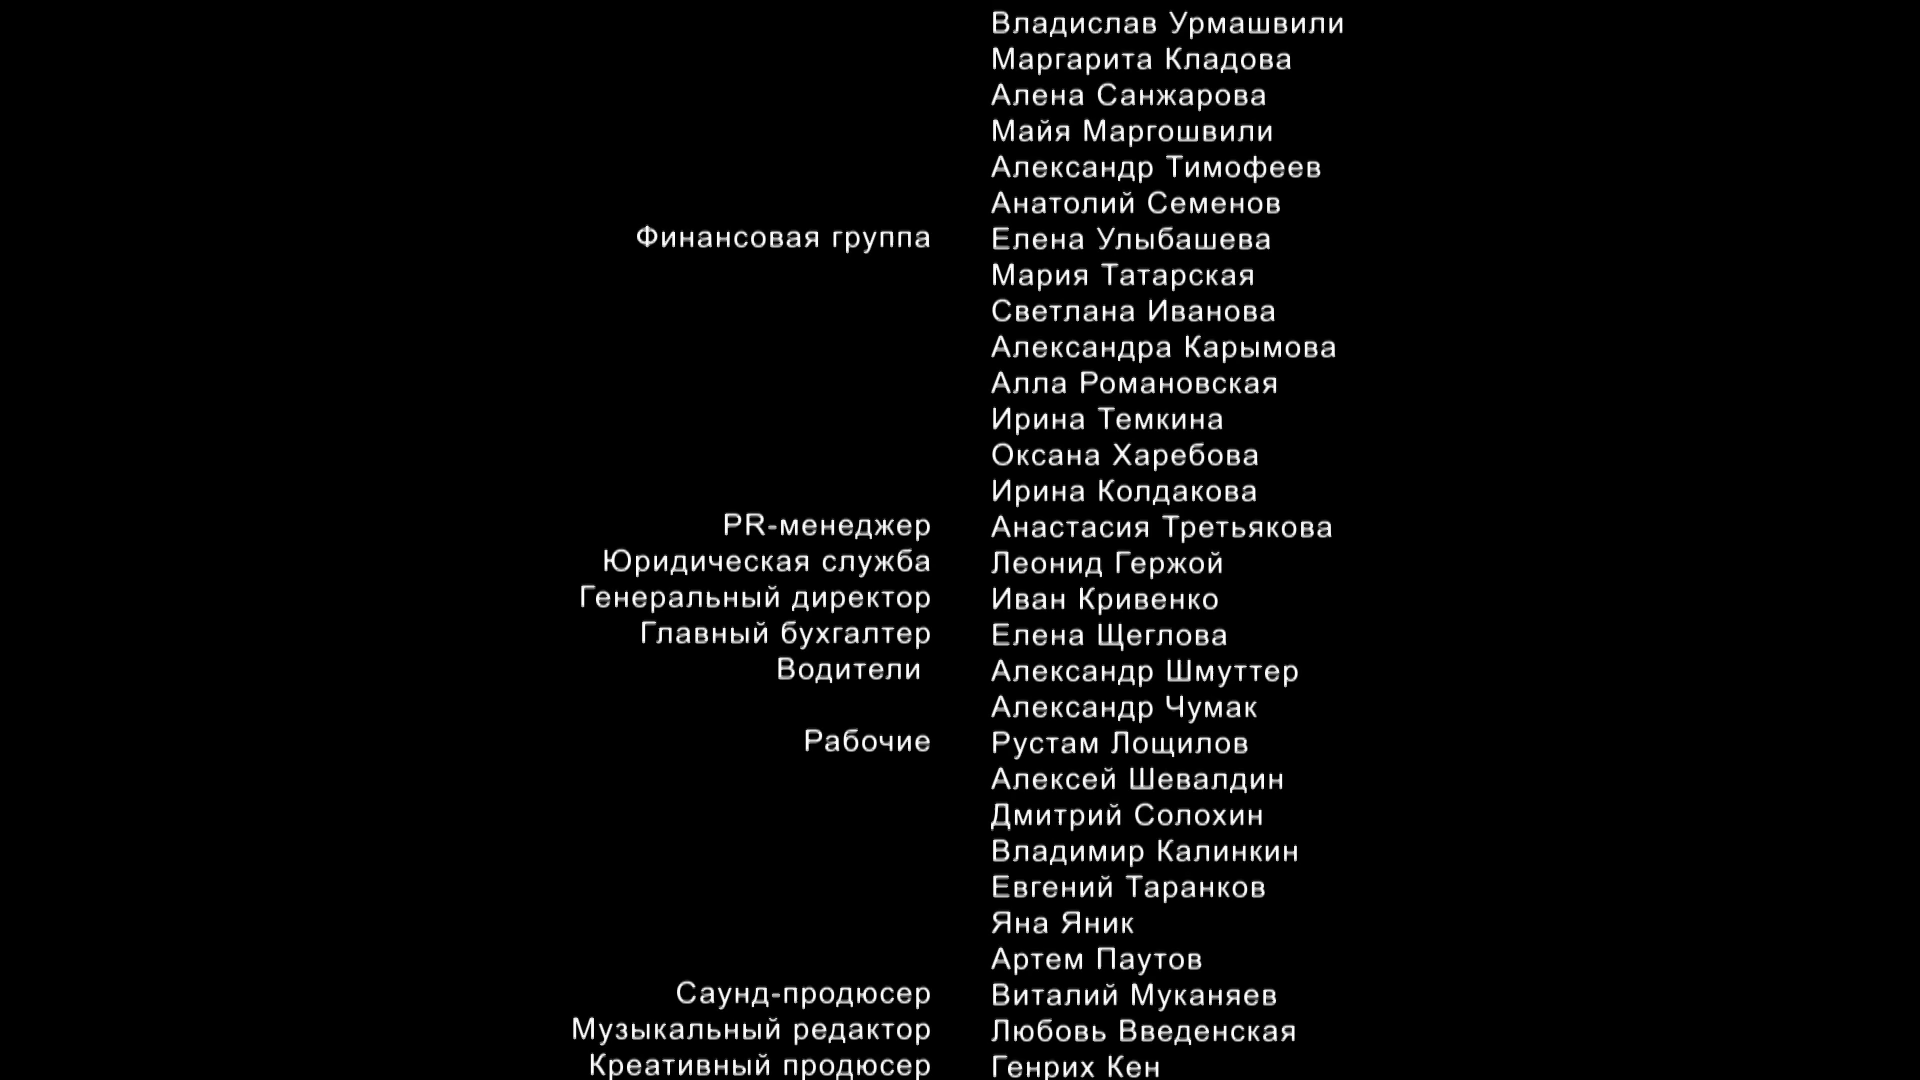 Владислав Урмашвили
Маргарита Кладова
Алена Санжарова
Майя Маргошвили
Александр Тимофеев
Анатолий Семенов
Финансовая группа Елена Улыбашева
Мария Татарская
Светлана Иванова
Александра Карымова
Алла Романовская
Ирина Темкина
Оксана Харебова
Ирина Колдакова
PR-менеджер Анастасия Третьякова
Юридическая служба Леонид Гержой
Генеральный директор Иван Кривенко
Главный бухгалтер Елена Щеглова
Водители Александр Шмуттер
Александр Чумак
Рабочие Рустам Лощилов
Алексей Шевалдин
Дмитрий Солохин
Владимир Калинкин
Евгений Таранков
Яна Яник
Артем Паутов
Саунд-продюсер Виталий Муканяев
Музыкальный редактор Любовь Введенская
Креативный продюсер Генрих Кен